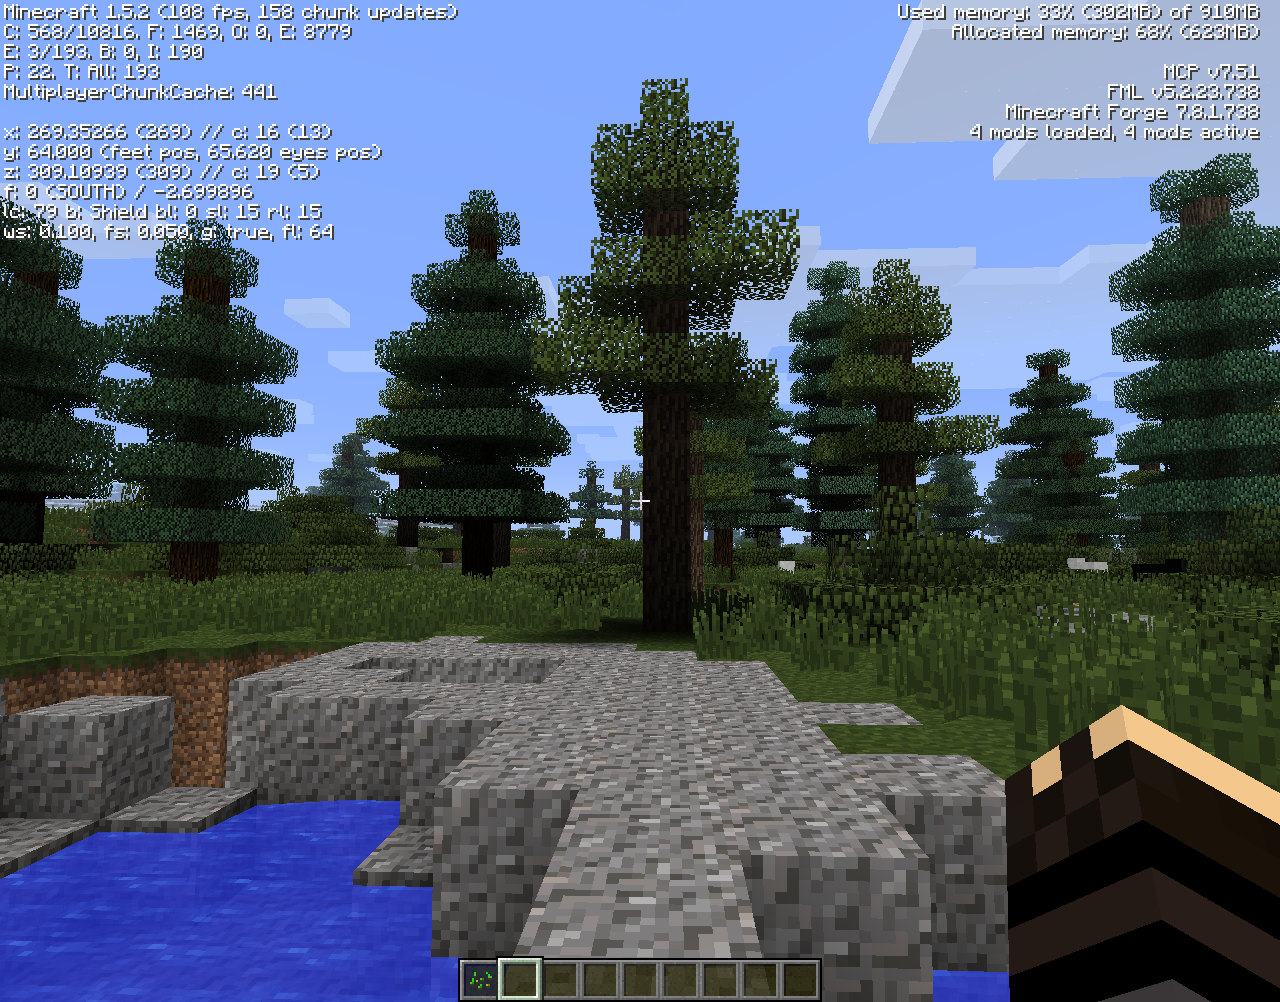 Minecraft 1.5.2 (108 fps, 158 chunk updates)
C: 568/10816. F: 1469, O: 0, E: 8779
E: 3/193. B: 0, I: 190
P: 22. T: All: 193
MultiplayerChunkCache: 441
x: 269.35266 (269) // c: 16 (13)
y: 64.000 (feet pos, 65.620 eyes pos)
z: 309.10939 (309) // c: 19 (5)
f: 0 (SOUTH) / -2.699896
lc: 79 b: Shield bl: 0 sl: 15 rl: 15
ws: 0.100, fs: 0.050, g: true, fl: 64
Used memory: 33% (302MB) of 910MB
Allocated memory: 68% (623MB)
MCP v7.51
FML v5.2.23.738
Minecraft Forge 7.8.1.738
4 mods loaded, 4 mods active